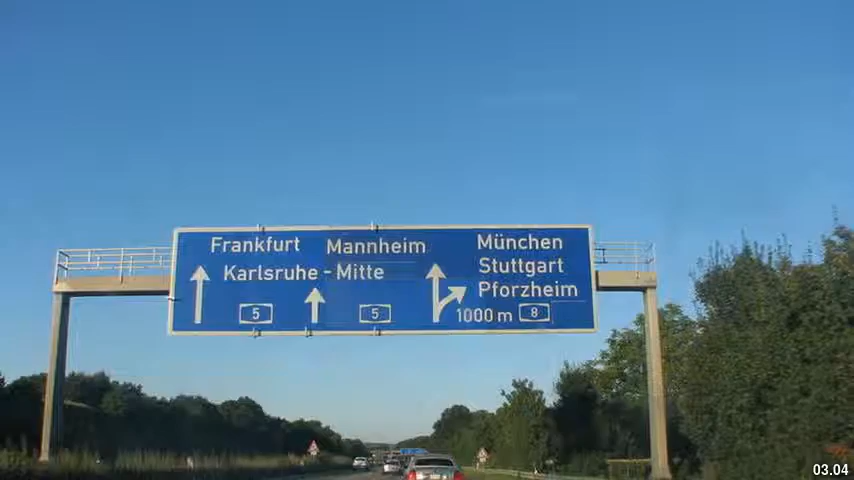 Frankfurt Mannheim
Karlsruhe - Mitte
5
5
München
Stuttgart
Pforzheim
1000 m 8
03.04